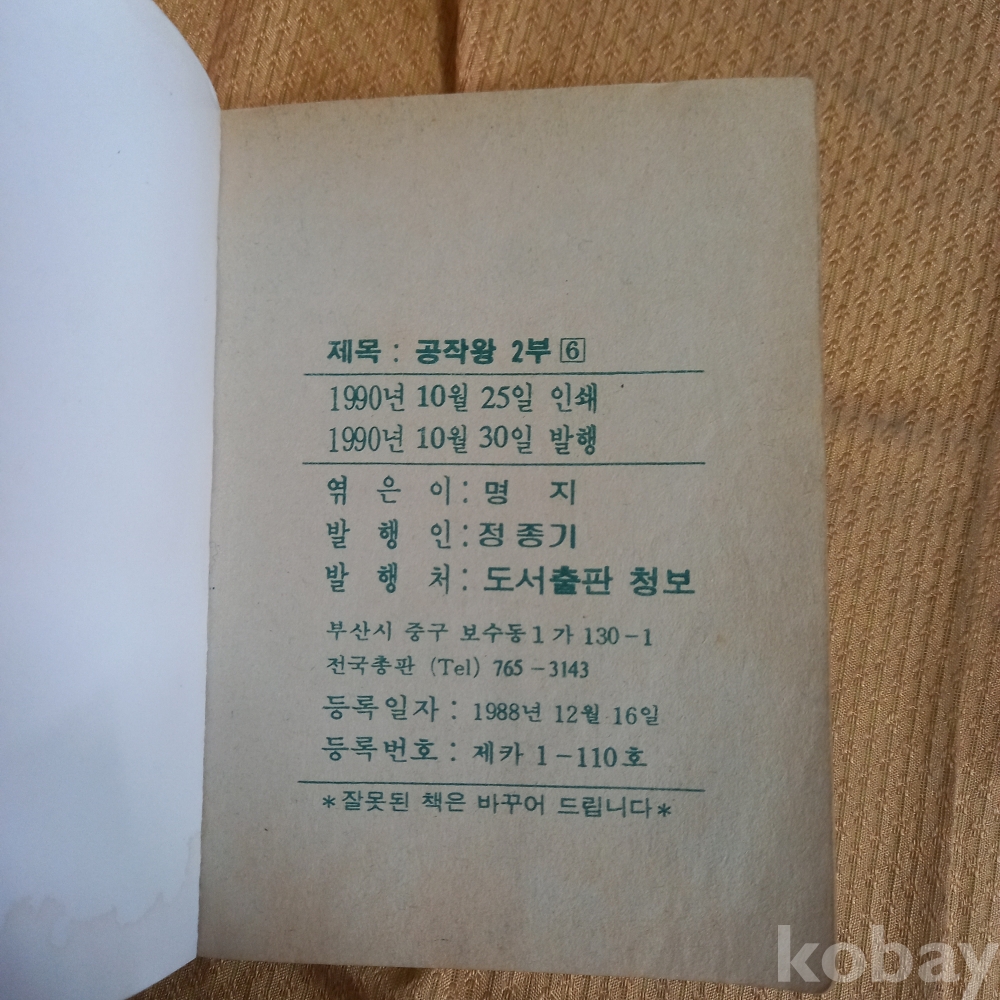 제목 : 공작왕 2부 6
1990년 10월 25일 인쇄
1990년 10월 30일 발행
엮 은 이 : 명 지
발 행 인 : 정종기
발 행 처 : 도서출판 청보
부산시 중구 보수동 1 가 130-1
전국총판 (Tel) 765-3143
등록일자 : 1988년 12월 16일
등록번호 : 제카 1-110호
*잘못된 책은 바꾸어 드립니다*
kobay